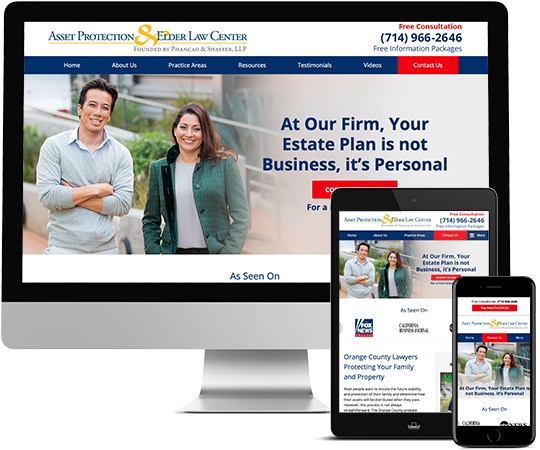 ASSET PROTECTION & ELDER LAW CENTER
FOUNDED BY PHANCAO & SHAFFER, LLP
Free Consultation
(714) 966-2646
Free Information Packages
Home About Us Practice Areas Resources Testimonials Videos Contact Us
At Our Firm, Your
Estate Plan is not
Business, it's Personal
For a
As Seen On
ASSET PROTECTION & ELDER LAW CENTER
Free Consultation
(714) 966-2646
Free Information Packages
Home About Us Practice Areas Contact Us More
At Our Firm, Your
Estate Plan is not
Business, it's Personal
As Seen On
FOX
NEWS
CALIFORNIA
BUSINESS JOURNAL
Orange County Lawyers
Protecting Your Family
and Property
Most people want to ensure the future stability
and protection of their family and determine how
their assets will be distributed when they pass.
However, this process is not always
straightforward. The Orange County probate
Free Consultation (714) 966-2646
Tap Here To Call Us
ASSET PROTECTION & ELDER LAW CENTER
Home Contact Us More
At Our Firm, Your Estate Plan is
not Business, it's Personal
As Seen On
CALIFORNIA
NEWS